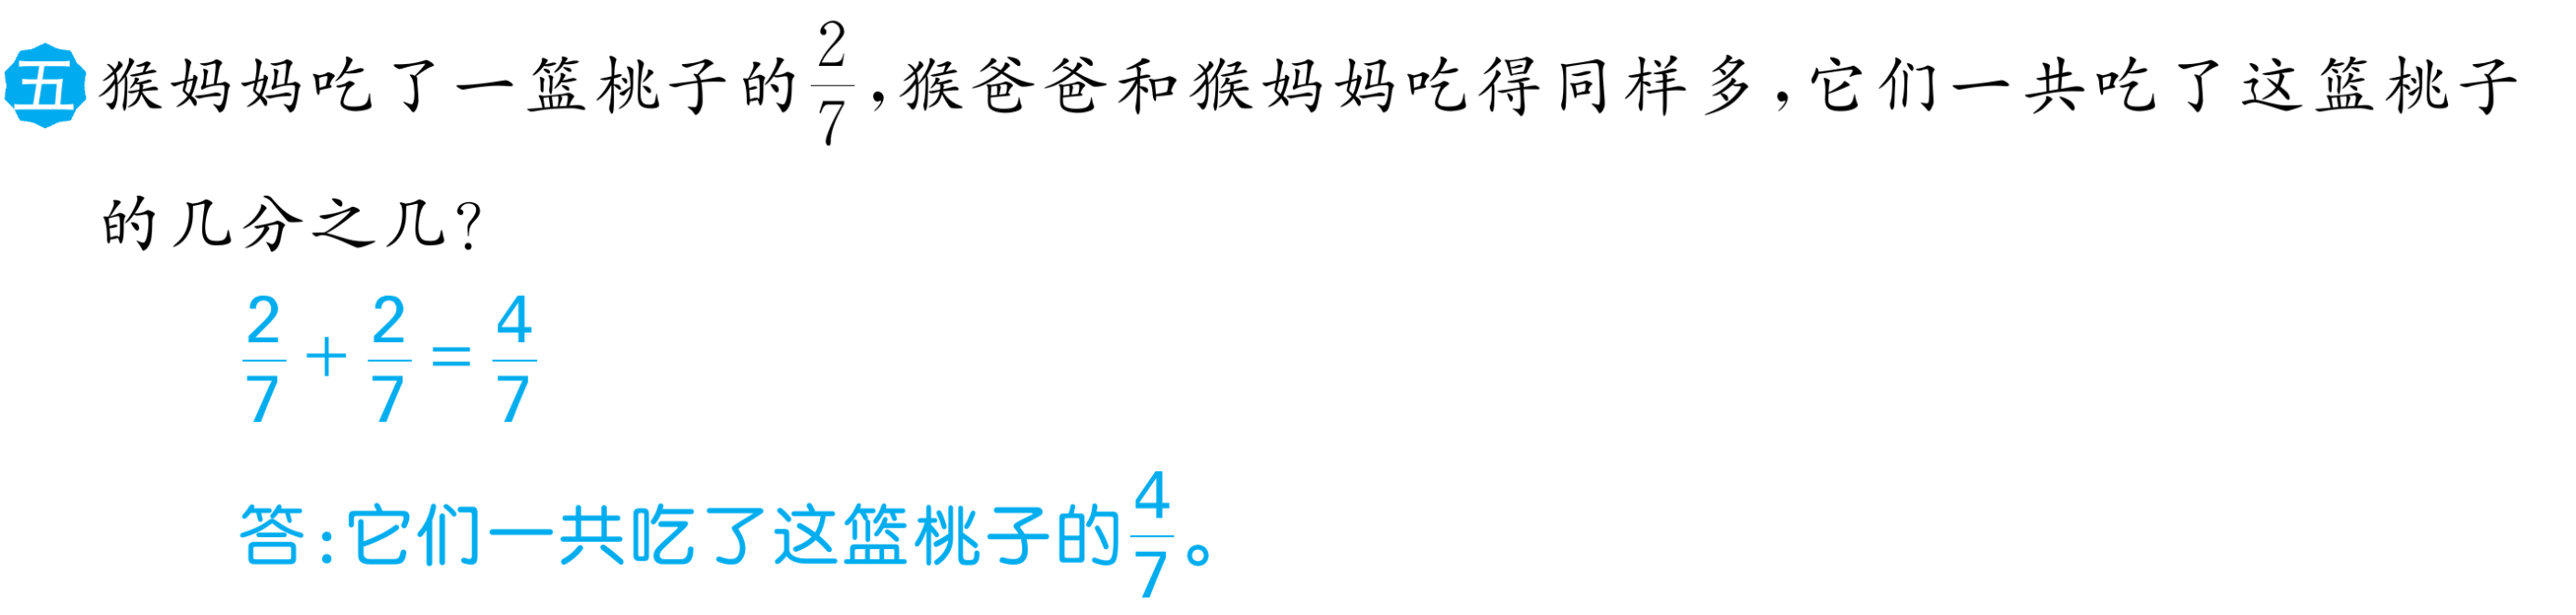 五 猴妈妈吃了一篮桃子的2/7,猴爸爸和猴妈妈吃得同样多,它们一共吃了这篮桃子
的几分之几?
2/7 + 2/7 = 4/7
答:它们一共吃了这篮桃子的4/7。